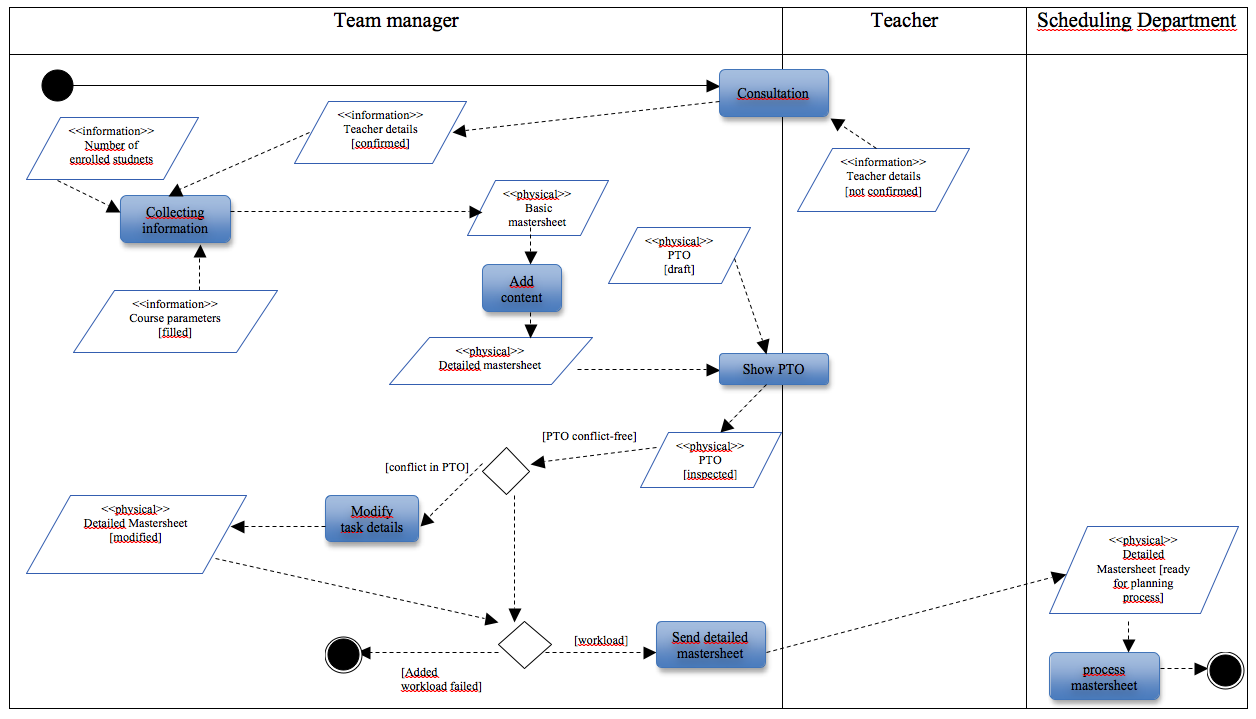 Team manager
Teacher
Scheduling Department
Consultation
<<information>>
Teacher details
[confirmed]
<<information>>
Number of
enrolled studnets
<<information>>
Teacher details
[not confirmed]
Collecting
information
<<physical>>
Basic
mastersheet
<<physical>>
PTO
[draft]
Add
content
<<information>>
Course parameters
[filled]
<<physical>>
Detailed mastersheet
Show PTO
[PTO conflict-free]
<<physical>>
PTO
[inspected]
[conflict in PTO]
Modify
task details
<<physical>>
Detailed Mastersheet
[modified]
<<physical>>
Detailed
Mastersheet [ready
for planning
process]
[workload]
Send detailed
mastersheet
[Added
workload failed]
process
mastersheet